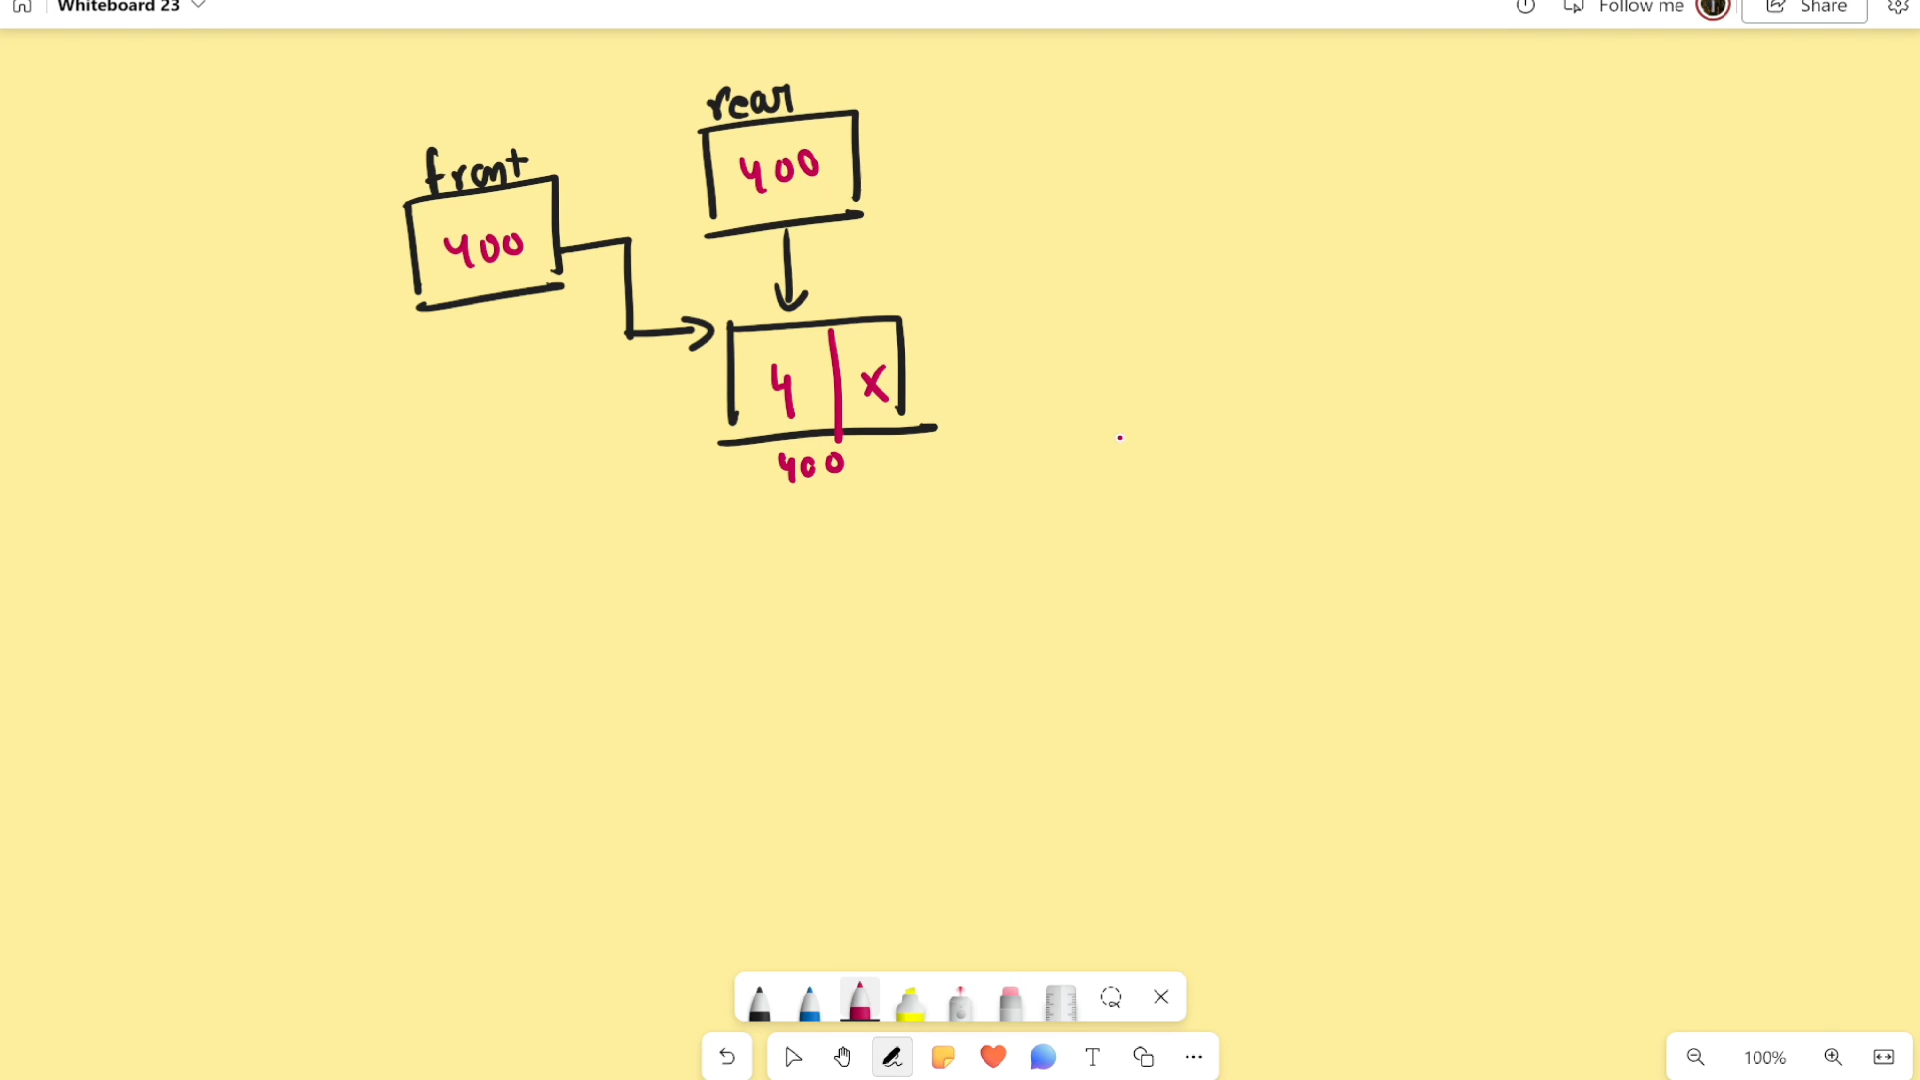 Whiteboard 23
Follow me
Share
rear
400
front
400
4 X
400
T
100%